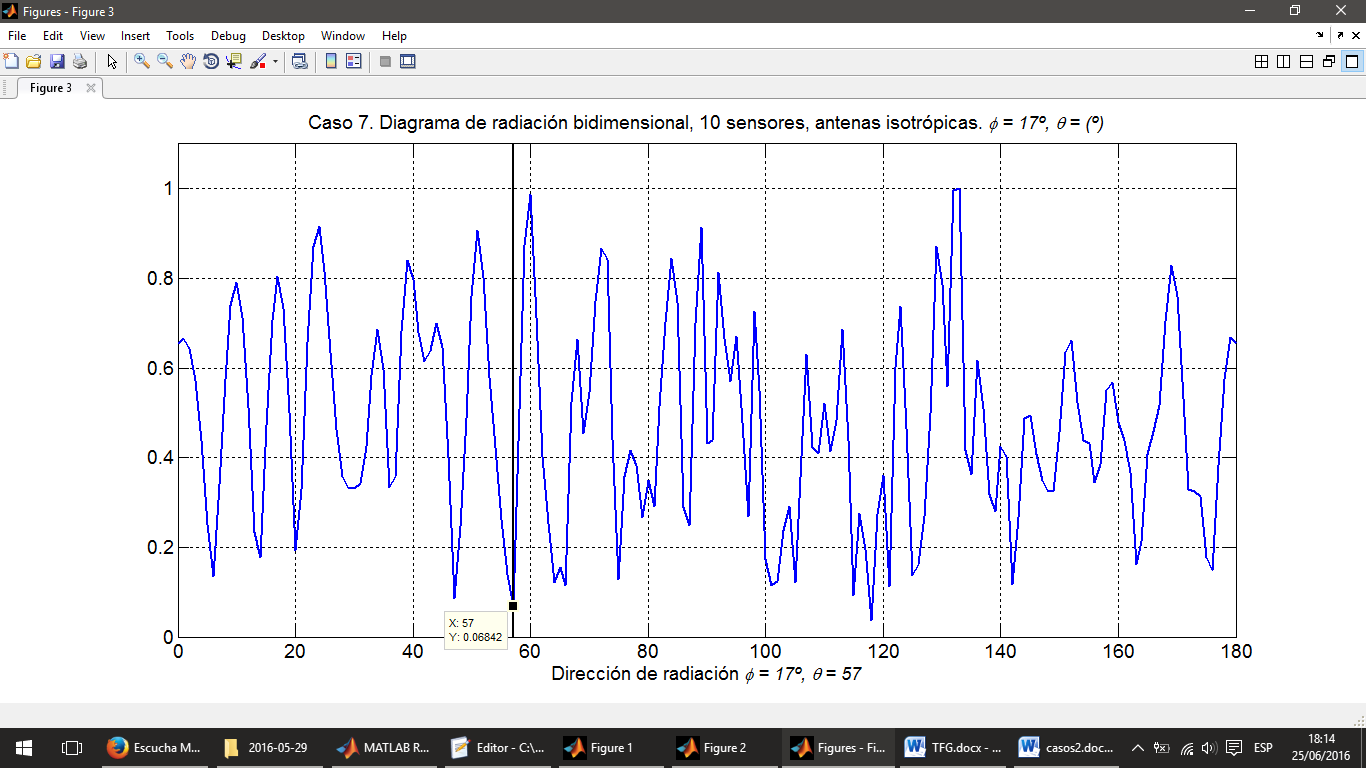 Figures - Figure 3
File Edit View Insert Tools Debug Desktop Window Help
Figure 3
Caso 7. Diagrama de radiación bidimensional, 10 sensores, antenas isotrópicas. ϕ = 17º, θ = (º)
1
0.8
0.6
0.4
0.2
0
X: 57
Y: 0.06842
0 20 40 60 80 100 120 140 160 180
Dirección de radiación ϕ = 17º, θ = 57
Escucha M... 2016-05-29 MATLAB R... Editor - C:\... Figure 1 Figure 2 Figures - Fi... TFG.docx - ... casos2.doc... ESP 18:14
25/06/2016